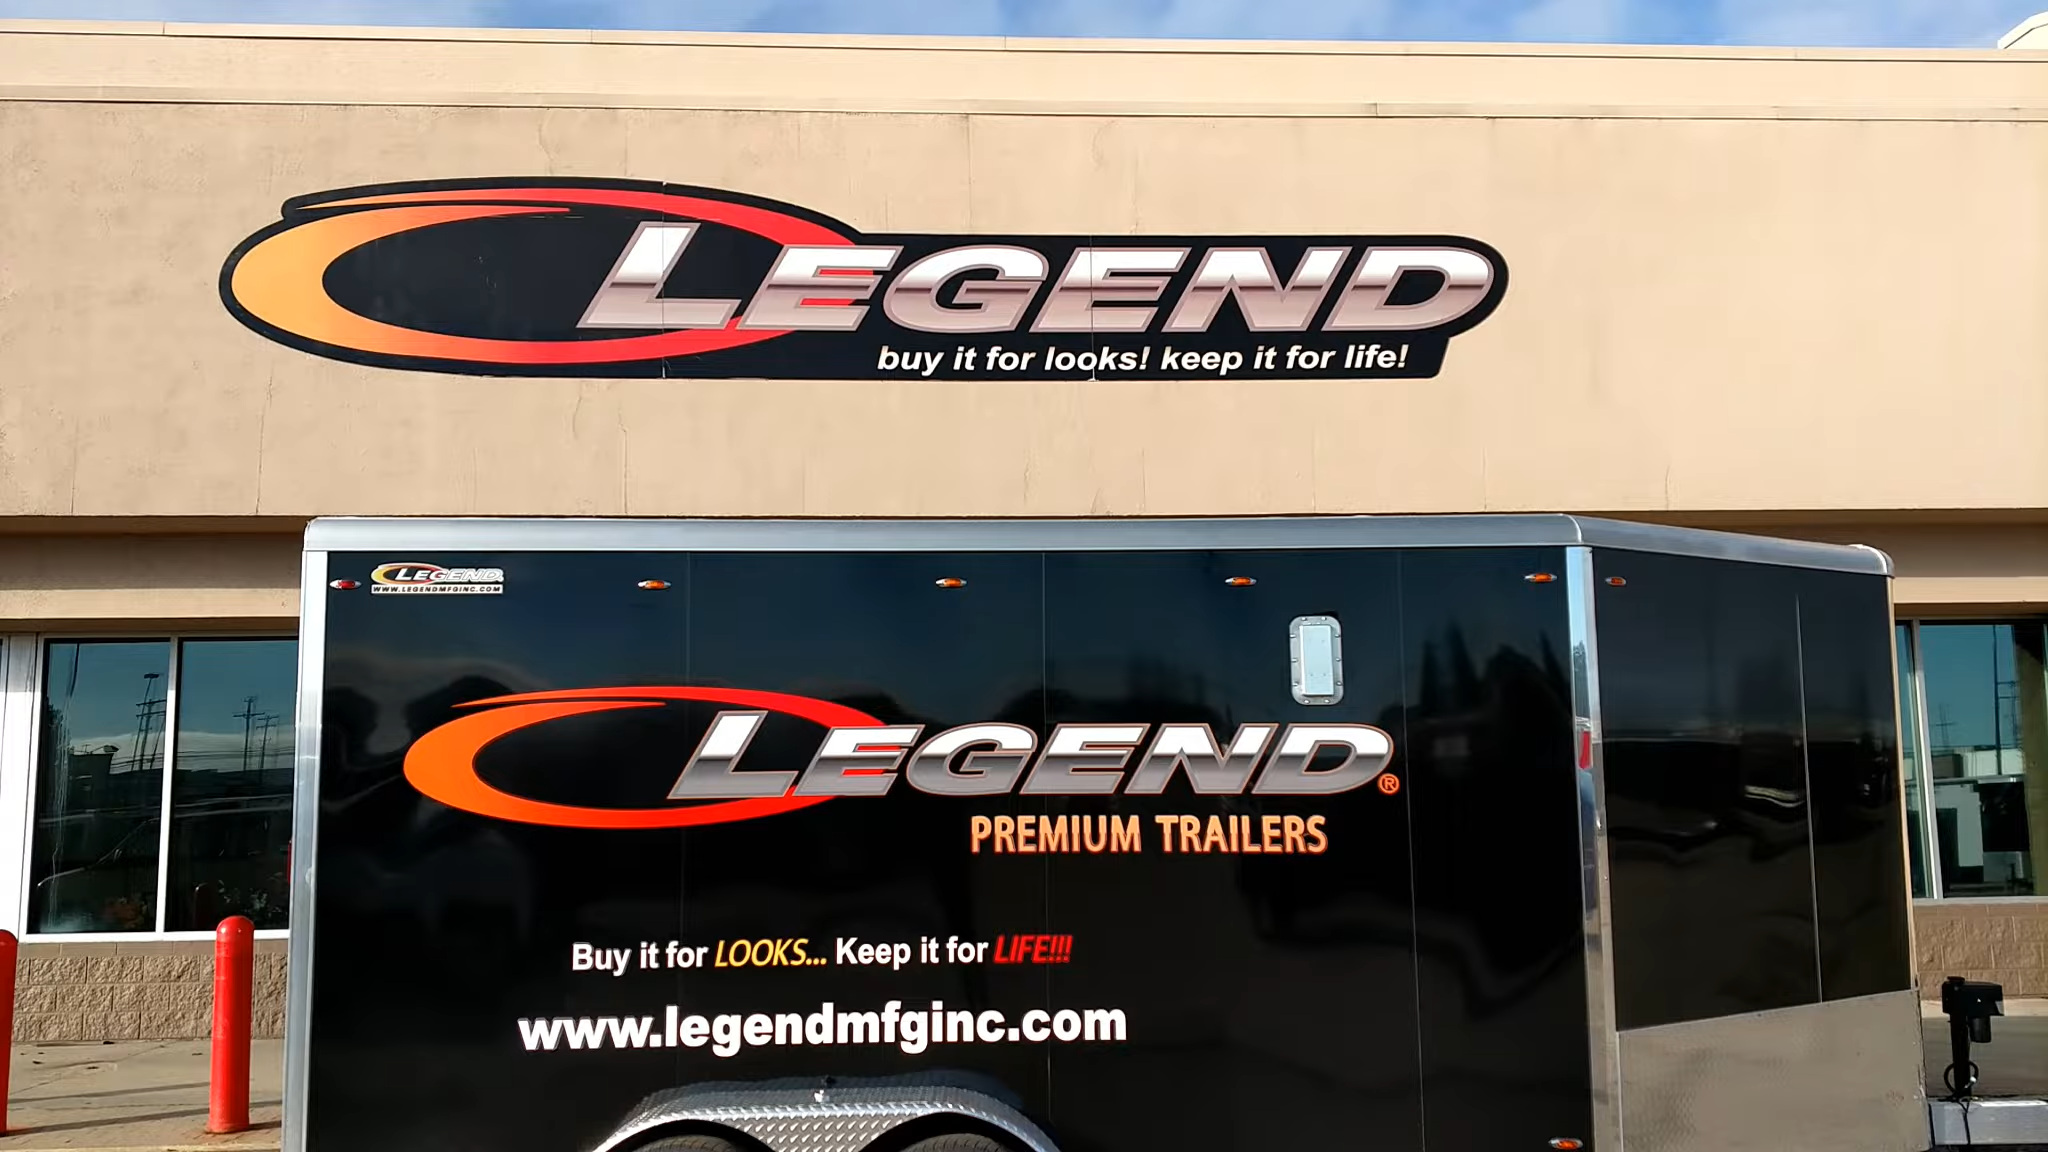 LEGEND
buy it for looks! keep it for life!
LEGEND
WWW.LEGENDMFGINC.COM
LEGEND®
PREMIUM TRAILERS
Buy it for LOOKS... Keep it for LIFE!!!
www.legendmfginc.com